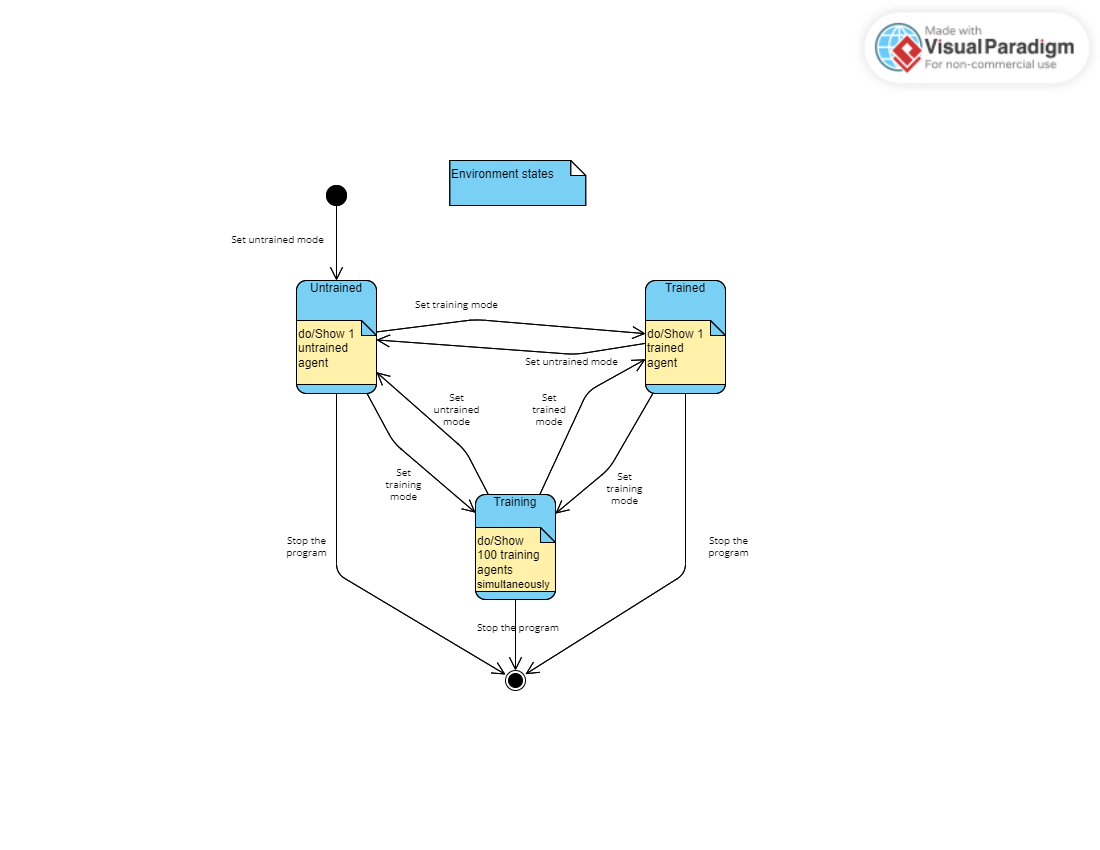 Made with
Visual Paradigm
For non-commercial use
Environment states
Set untrained mode
Untrained
do/Show 1
untrained
agent
Set training mode
Set untrained mode
Trained
do/Show 1
trained
agent
Set
untrained
mode
Set
trained
mode
Set
training
mode
Set
training
mode
Training
do/Show
100 training
agents
simultaneously
Stop the
program
Stop the
program
Stop the program